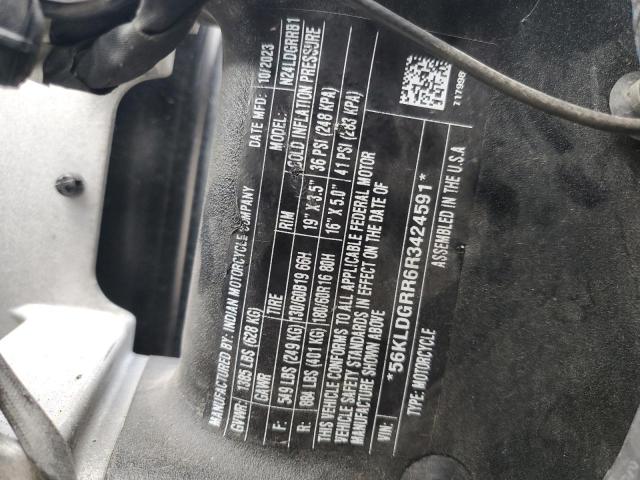 MANUFACTURED BY: INDIAN MOTORCYCLE COMPANY DATE MFD: 10/2023
GVWR: 1385 LBS (628 KG) MODEL: N24LDGRRB1
GAWR TIRE RIM COLD INFLATION PRESSURE
F: 549 LBS (249 KG) 130/60B19 66H 19" X 3.5" 36 PSI (248 KPA)
R: 884 LBS (401 KG) 180/60R16 80H 16" X 5.0" 41 PSI (283 KPA)
THIS VEHICLE CONFORMS TO ALL APPLICABLE FEDERAL MOTOR
VEHICLE SAFETY STANDARDS IN EFFECT ON THE DATE OF
MANUFACTURE SHOWN ABOVE
VIN: *56KLDGRR6R3424591*
TYPE: MOTORCYCLE ASSEMBLED IN THE U.S.A
717998